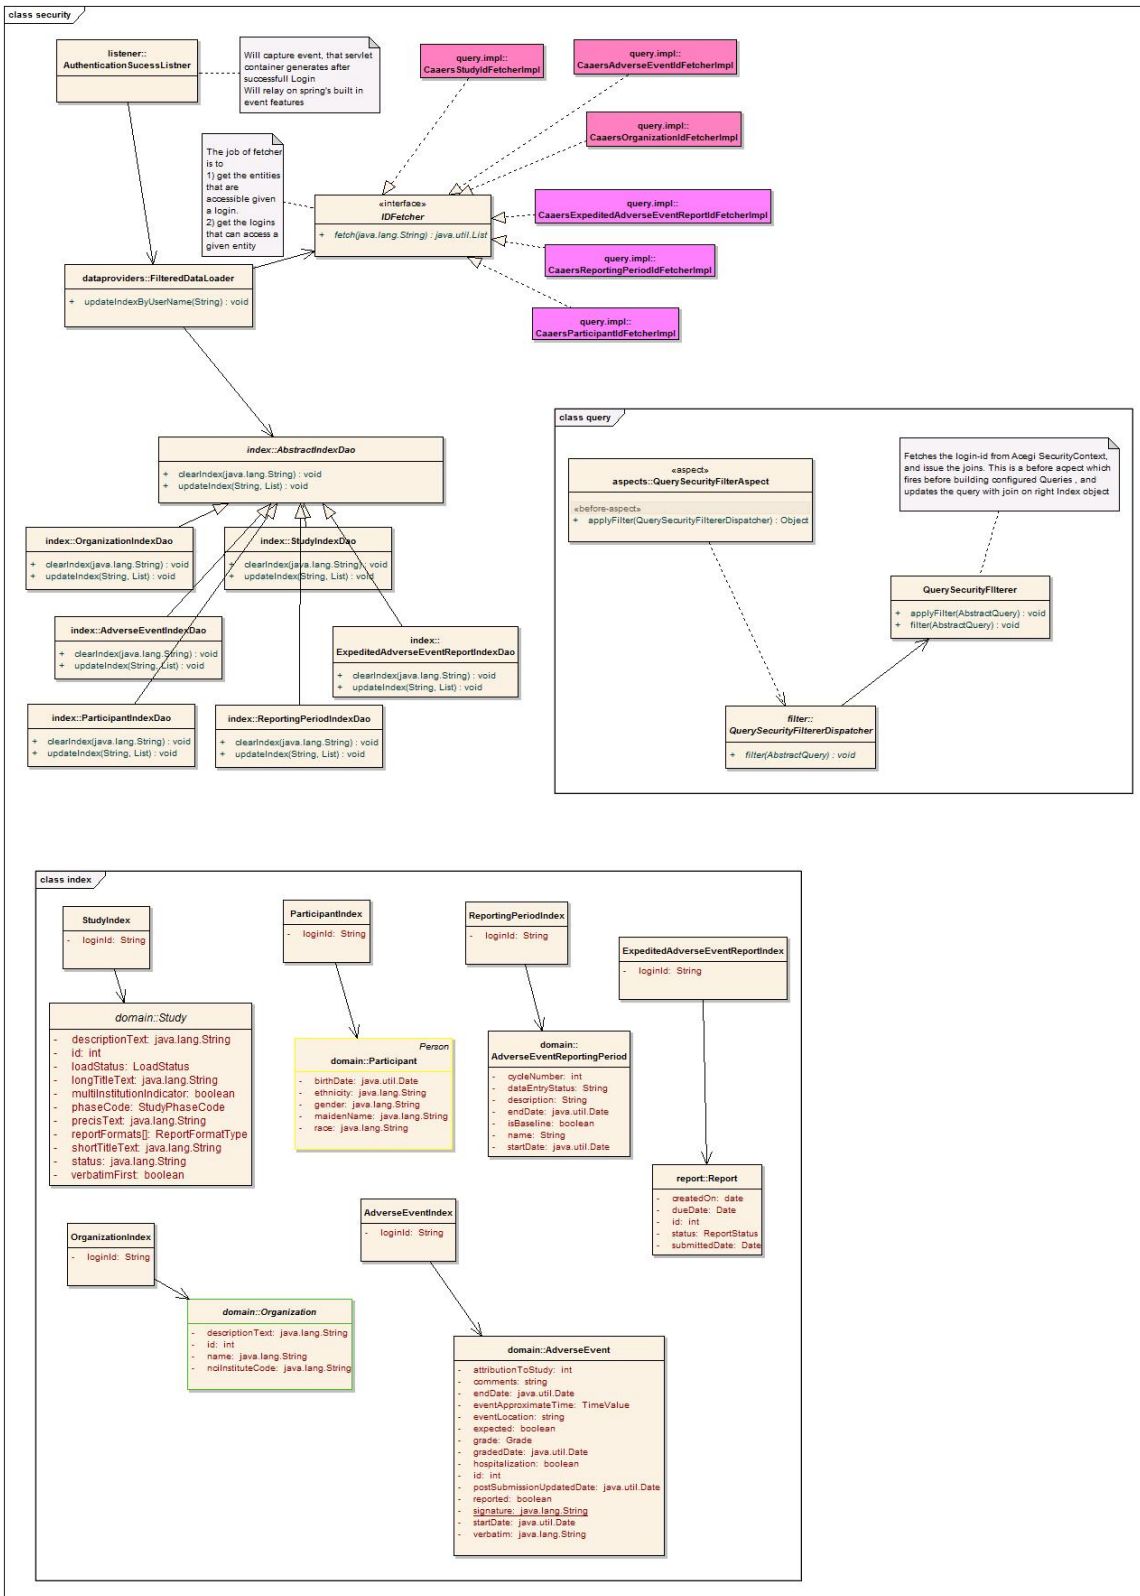 class security
listener::
AuthenticationSucessListner
Will capture event, that servlet
container generates after
successfull Login
Will relay on spring's built in
event features
query.impl::
CaaersStudyIdFetcherImpl
query.impl::
CaaersAdverseEventIdFetcherImpl
query.impl::
CaaersOrganizationIdFetcherImpl
The job of fetcher
is to
1) get the entities
that are
accessible given
a login.
2) get the logins
that can access a
given entity
«interface»
IDFetcher
+ fetch(java.lang.String) : java.util.List
query.impl::
CaaersExpeditedAdverseEventReportIdFetcherImpl
query.impl::
CaaersReportingPeriodIdFetcherImpl
query.impl::
CaaersParticipantIdFetcherImpl
dataproviders::FilteredDataLoader
+ updateIndexByUserName(String) : void
index::AbstractIndexDao
+ clearIndex(java.lang.String) : void
+ updateIndex(String, List) : void
index::OrganizationIndexDao
+ clearIndex(java.lang.String) : void
+ updateIndex(String, List) : void
index::StudyIndexDao
+ clearIndex(java.lang.String) : void
+ updateIndex(String, List) : void
index::AdverseEventIndexDao
+ clearIndex(java.lang.String) : void
+ updateIndex(String, List) : void
index::
ExpeditedAdverseEventReportIndexDao
+ clearIndex(java.lang.String) : void
+ updateIndex(String, List) : void
index::ParticipantIndexDao
+ clearIndex(java.lang.String) : void
+ updateIndex(String, List) : void
index::ReportingPeriodIndexDao
+ clearIndex(java.lang.String) : void
+ updateIndex(String, List) : void
class query
«aspect»
aspects::QuerySecurityFilterAspect
«before-aspect»
+ applyFilter(QuerySecurityFiltererDispatcher) : Object
Fetches the login-id from Acegi SecurityContext,
and issue the joins. This is a before acpect which
fires before building configured Queries , and
updates the query with join on right Index object
QuerySecurityFIlterer
+ applyFilter(AbstractQuery) : void
+ filter(AbstractQuery) : void
filter::
QuerySecurityFiltererDispatcher
+ filter(AbstractQuery) : void
class index
StudyIndex
- loginId: String
ParticipantIndex
- loginId: String
ReportingPeriodIndex
- loginId: String
ExpeditedAdverseEventReportIndex
- loginId: String
domain::Study
- descriptionText: java.lang.String
- id: int
- loadStatus: LoadStatus
- longTitleText: java.lang.String
- multiInstitutionIndicator: boolean
- phaseCode: StudyPhaseCode
- precisText: java.lang.String
- reportFormats[]: ReportFormatType
- shortTitleText: java.lang.String
- status: java.lang.String
- verbatimFirst: boolean
Person
domain::Participant
- birthDate: java.util.Date
- ethnicity: java.lang.String
- gender: java.lang.String
- maidenName: java.lang.String
- race: java.lang.String
domain::
AdverseEventReportingPeriod
- cycleNumber: int
- dataEntryStatus: String
- description: String
- endDate: java.util.Date
- isBaseline: boolean
- name: String
- startDate: java.util.Date
report::Report
- createdOn: date
- dueDate: Date
- id: int
- status: ReportStatus
- submittedDate: Date
OrganizationIndex
- loginId: String
AdverseEventIndex
- loginId: String
domain::Organization
- descriptionText: java.lang.String
- id: int
- name: java.lang.String
- nciInstituteCode: java.lang.String
domain::AdverseEvent
- attributionToStudy: int
- comments: string
- endDate: java.util.Date
- eventApproximateTime: TimeValue
- eventLocation: string
- expected: boolean
- grade: Grade
- gradedDate: java.util.Date
- hospitalization: boolean
- id: int
- postSubmissionUpdatedDate: java.util.Date
- reported: boolean
- signature: java.lang.String
- startDate: java.util.Date
- verbatim: java.lang.String